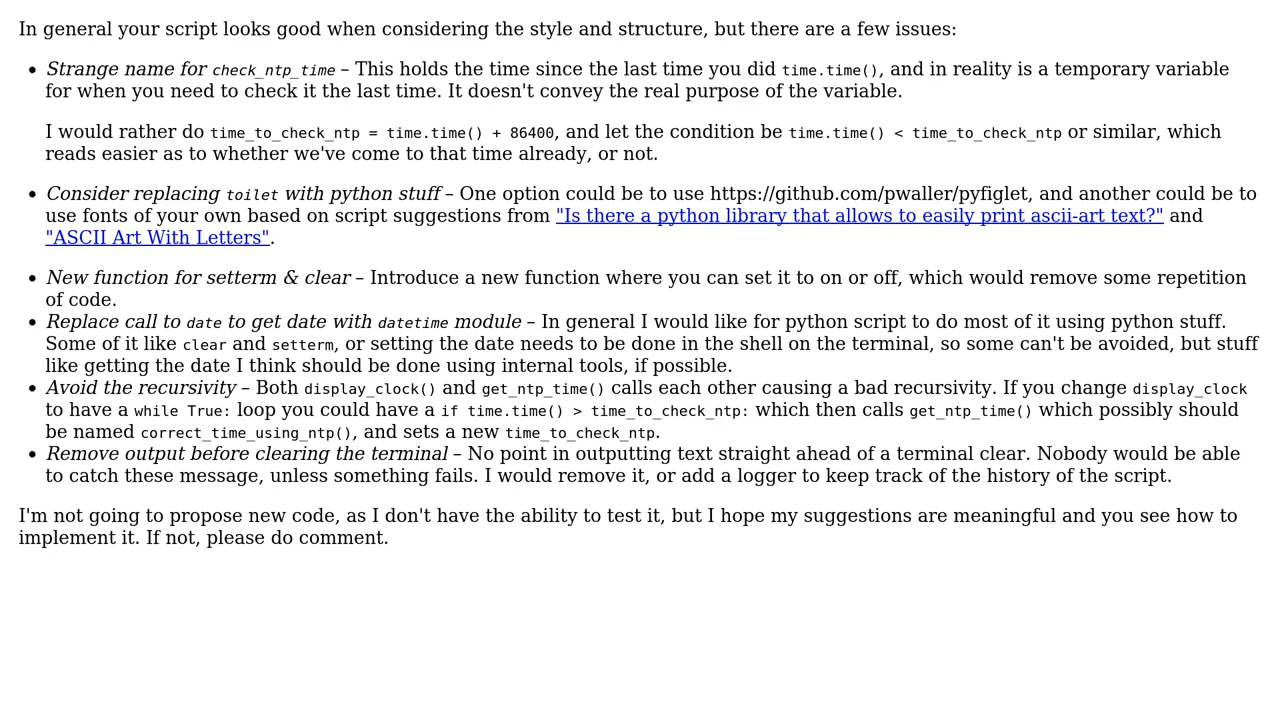 In general your script looks good when considering the style and structure, but there are a few issues:
• Strange name for check_ntp_time – This holds the time since the last time you did time.time(), and in reality is a temporary variable
for when you need to check it the last time. It doesn't convey the real purpose of the variable.
I would rather do time_to_check_ntp = time.time() + 86400, and let the condition be time.time() < time_to_check_ntp or similar, which
reads easier as to whether we've come to that time already, or not.
• Consider replacing toilet with python stuff – One option could be to use https://github.com/pwaller/pyfiglet, and another could be to
use fonts of your own based on script suggestions from "Is there a python library that allows to easily print ascii-art text?" and
"ASCII Art With Letters".
• New function for setterm & clear – Introduce a new function where you can set it to on or off, which would remove some repetition
of code.
• Replace call to date to get date with datetime module – In general I would like for python script to do most of it using python stuff.
Some of it like clear and setterm, or setting the date needs to be done in the shell on the terminal, so some can't be avoided, but stuff
like getting the date I think should be done using internal tools, if possible.
• Avoid the recursivity – Both display_clock() and get_ntp_time() calls each other causing a bad recursivity. If you change display_clock
to have a while True: loop you could have a if time.time() > time_to_check_ntp: which then calls get_ntp_time() which possibly should
be named correct_time_using_ntp(), and sets a new time_to_check_ntp.
• Remove output before clearing the terminal – No point in outputting text straight ahead of a terminal clear. Nobody would be able
to catch these message, unless something fails. I would remove it, or add a logger to keep track of the history of the script.
I'm not going to propose new code, as I don't have the ability to test it, but I hope my suggestions are meaningful and you see how to
implement it. If not, please do comment.